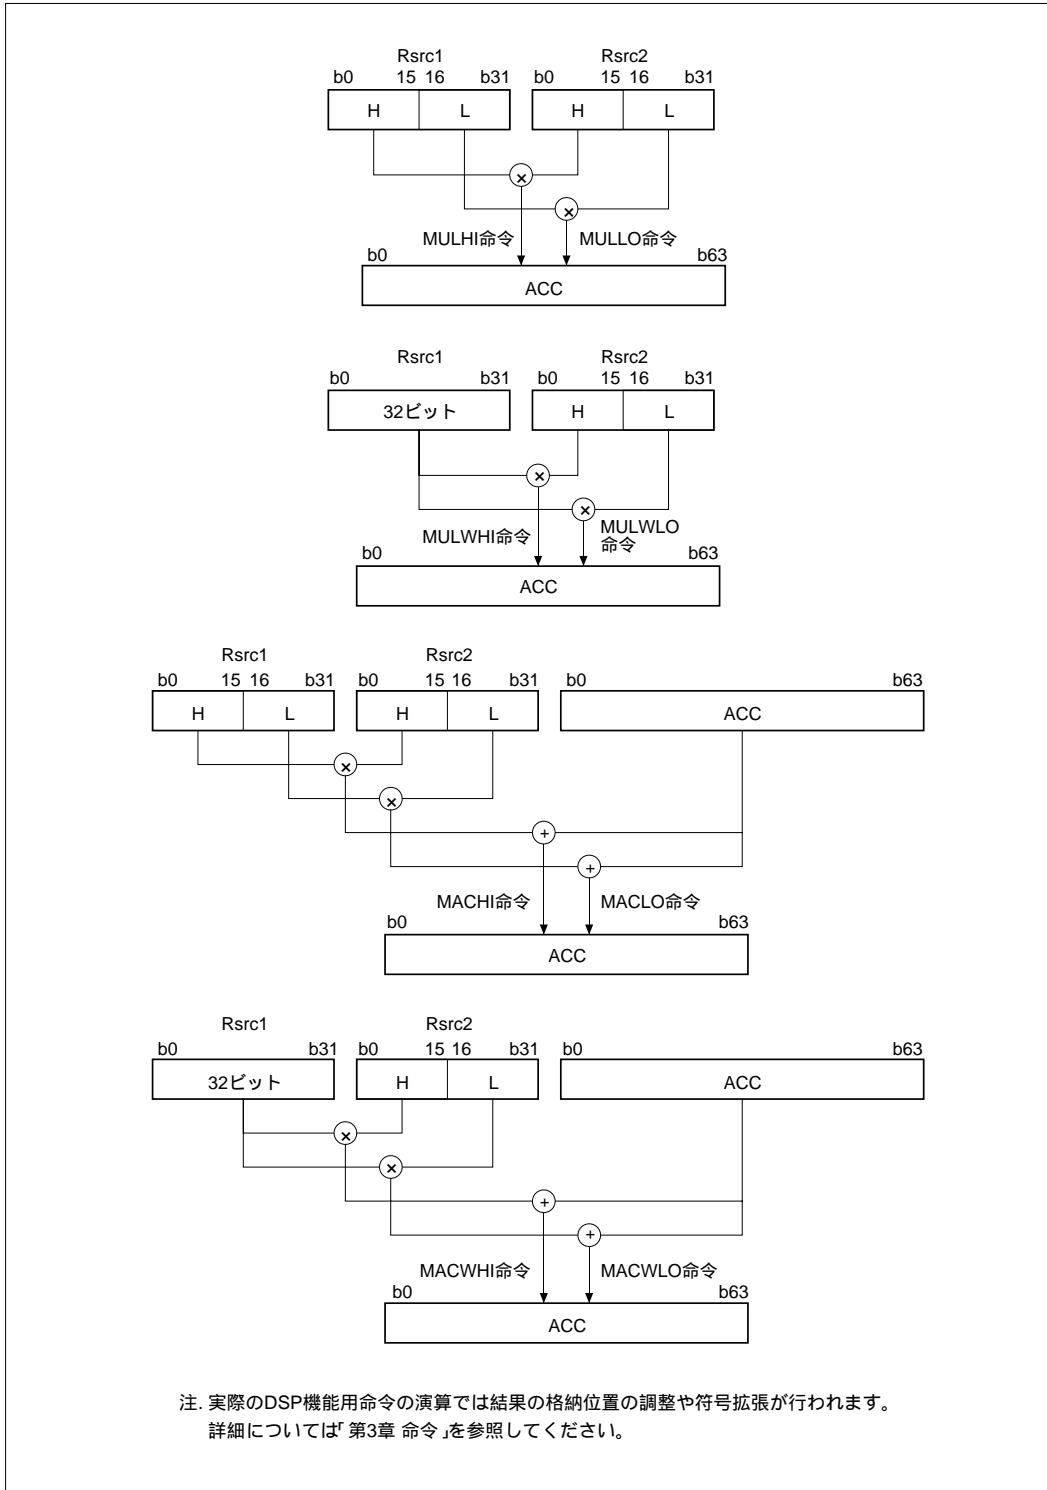 Rsrc1 Rsrc2
b0 15 16 b31 b0 15 16 b31
H L H L
×
×
MULHI命令 MULLO命令
b0 b63
ACC
Rsrc1 Rsrc2
b0 b31 b0 15 16 b31
32ビット H L
×
×
MULWHI命令 MULWLO
命令
b0 b63
ACC
Rsrc1 Rsrc2
b0 15 16 b31 b0 15 16 b31 b0 b63
H L H L ACC
×
×
+
+
MACHI命令 MACLO命令
b0 b63
ACC
Rsrc1 Rsrc2
b0 b31 b0 15 16 b31 b0 b63
32ビット H L ACC
×
×
+
+
MACWHI命令 MACWLO命令
b0 b63
ACC
注. 実際のDSP機能用命令の演算では結果の格納位置の調整や符号拡張が行われます。
詳細については「第3章 命令」を参照してください。